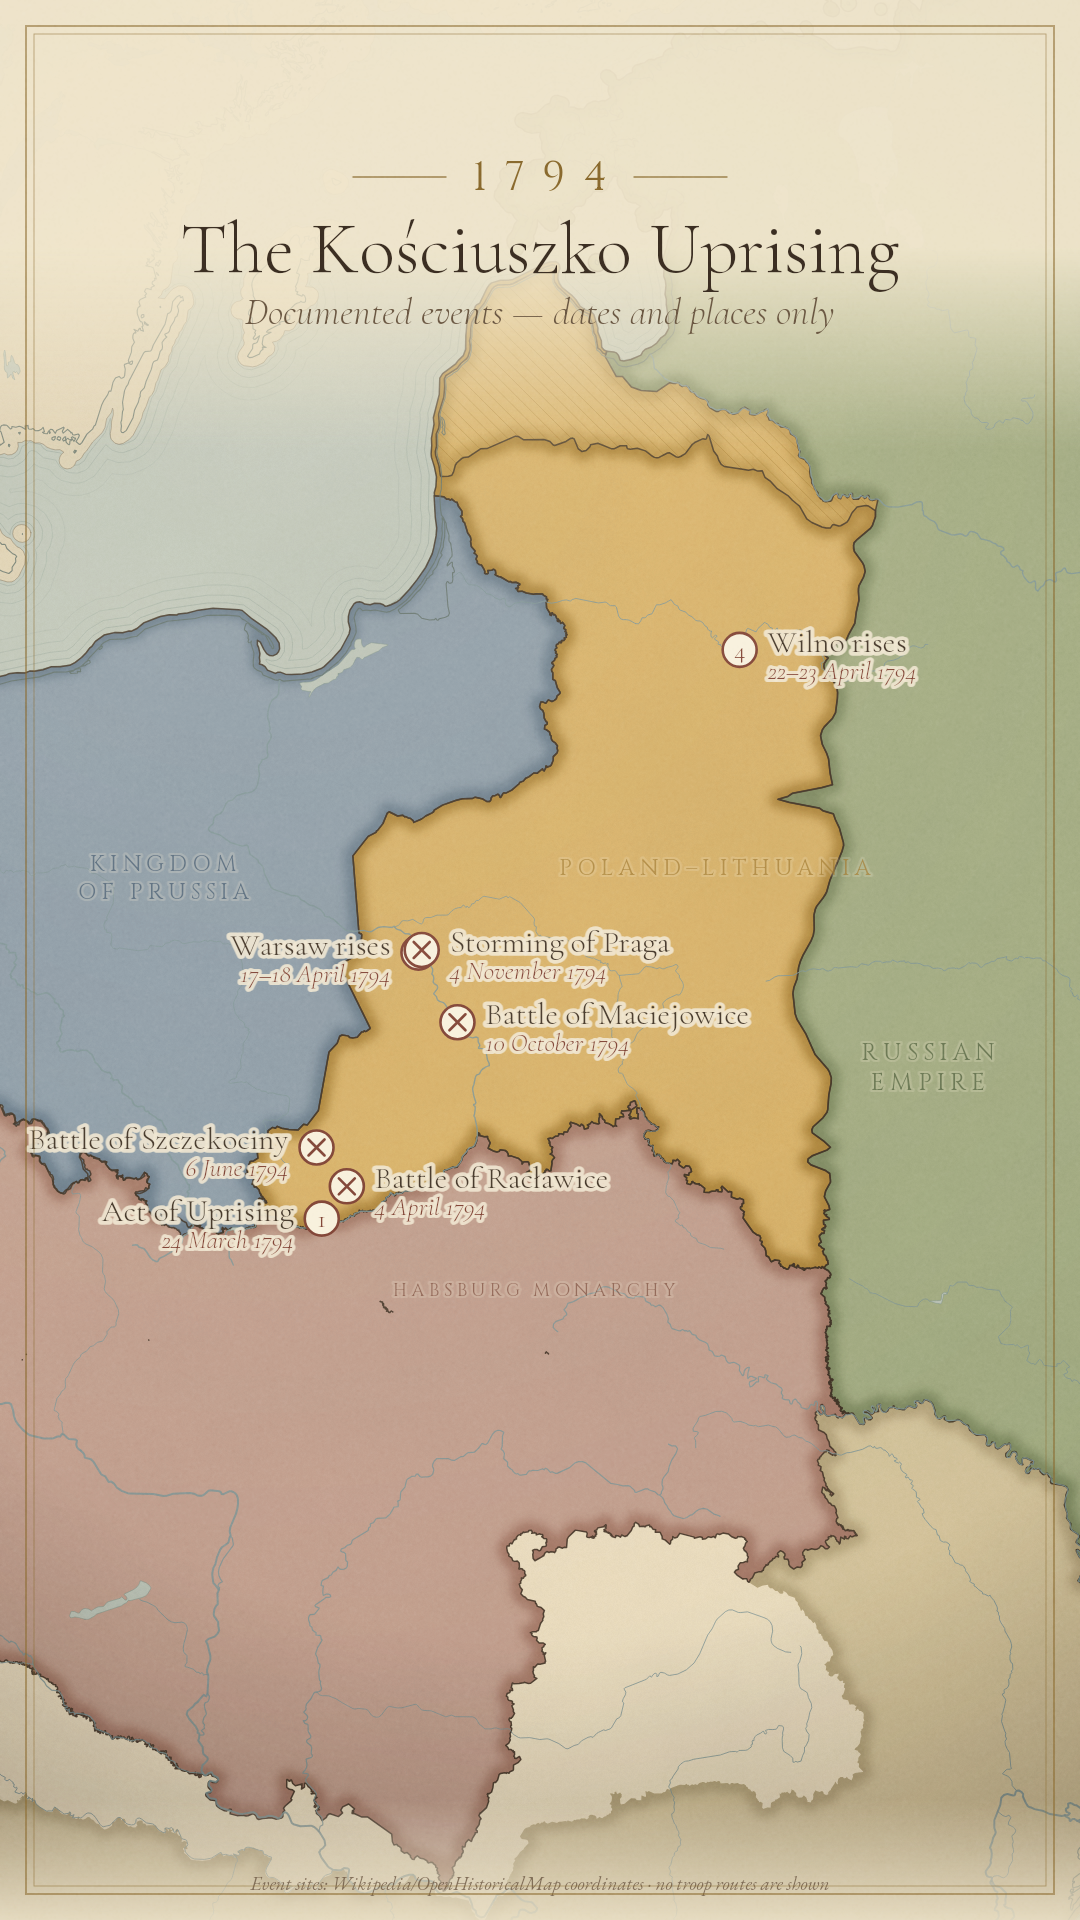 1794
The Kościuszko Uprising
Documented events — dates and places only
4
Wilno rises
22–23 April 1794
KINGDOM
OF PRUSSIA
POLAND–LITHUANIA
Warsaw rises
17–18 April 1794
Storming of Praga
4 November 1794
Battle of Maciejowice
10 October 1794
RUSSIAN
EMPIRE
Battle of Szczekociny
6 June 1794
Battle of Racławice
4 April 1794
Act of Uprising
24 March 1794
1
HABSBURG MONARCHY
Event sites: Wikipedia/OpenHistoricalMap coordinates · no troop routes are shown